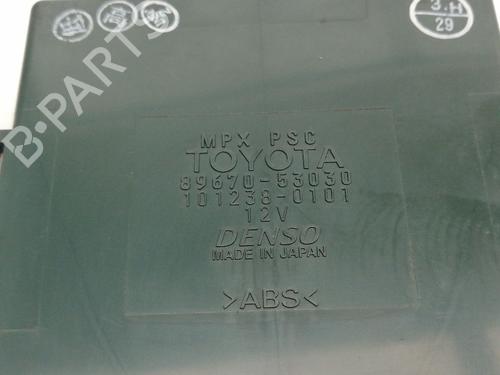 3.H
29
B-PARTS
MPX PSC
TOYOTA
89670-53030
101238-0101
12V
DENSO
MADE IN JAPAN
>ABS<